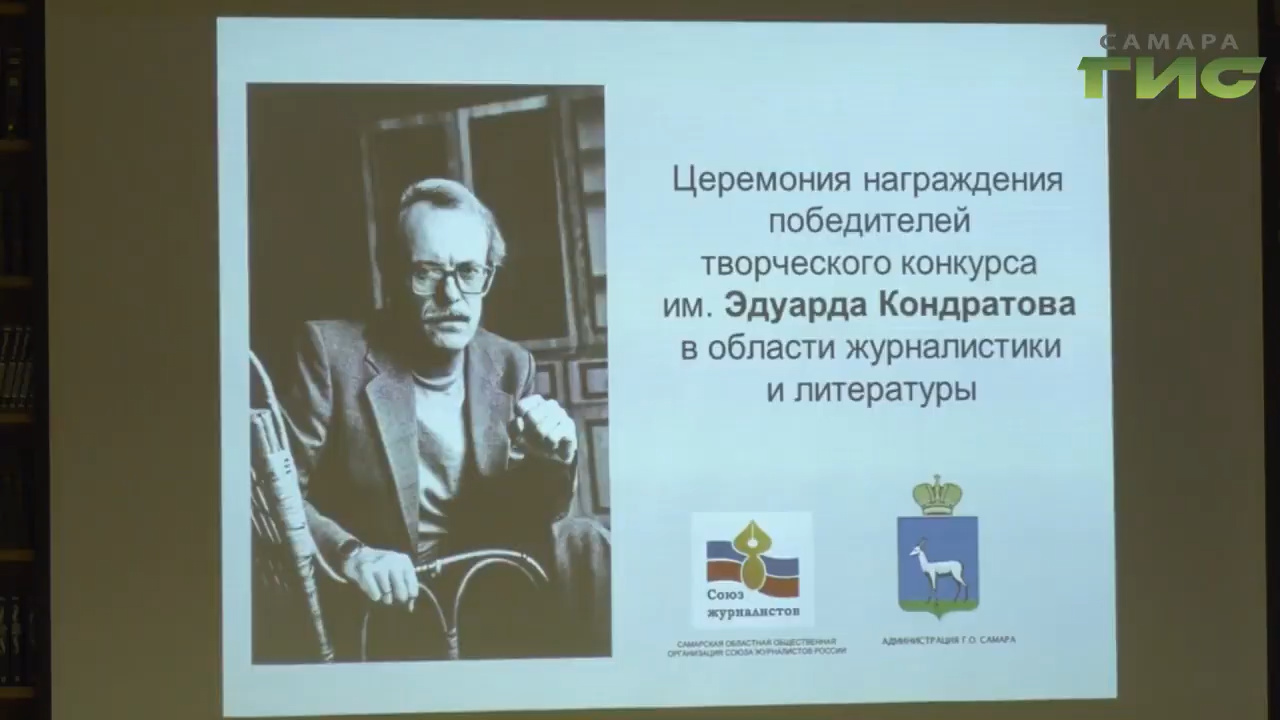 САМАРА
ГИС
Церемония награждения
победителей
творческого конкурса
им. Эдуарда Кондратова
в области журналистики
и литературы
Союз
журналистов
САМАРСКАЯ ОБЛАСТНАЯ ОБЩЕСТВЕННАЯ
ОРГАНИЗАЦИЯ СОЮЗА ЖУРНАЛИСТОВ РОССИИ
АДМИНИСТРАЦИЯ Г.О. САМАРА